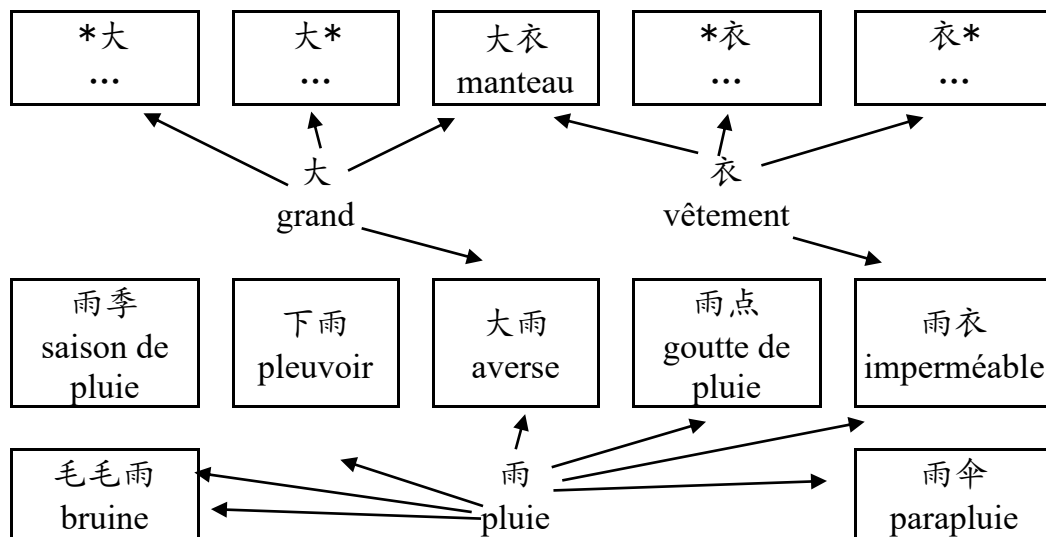 *大
...
大*
...
大衣
manteau
*衣
...
衣*
...
大
grand
衣
vêtement
雨季
saison de
pluie
下雨
pleuvoir
大雨
averse
雨点
goutte de
pluie
雨衣
imperméable
毛毛雨
bruine
雨
pluie
雨伞
parapluie